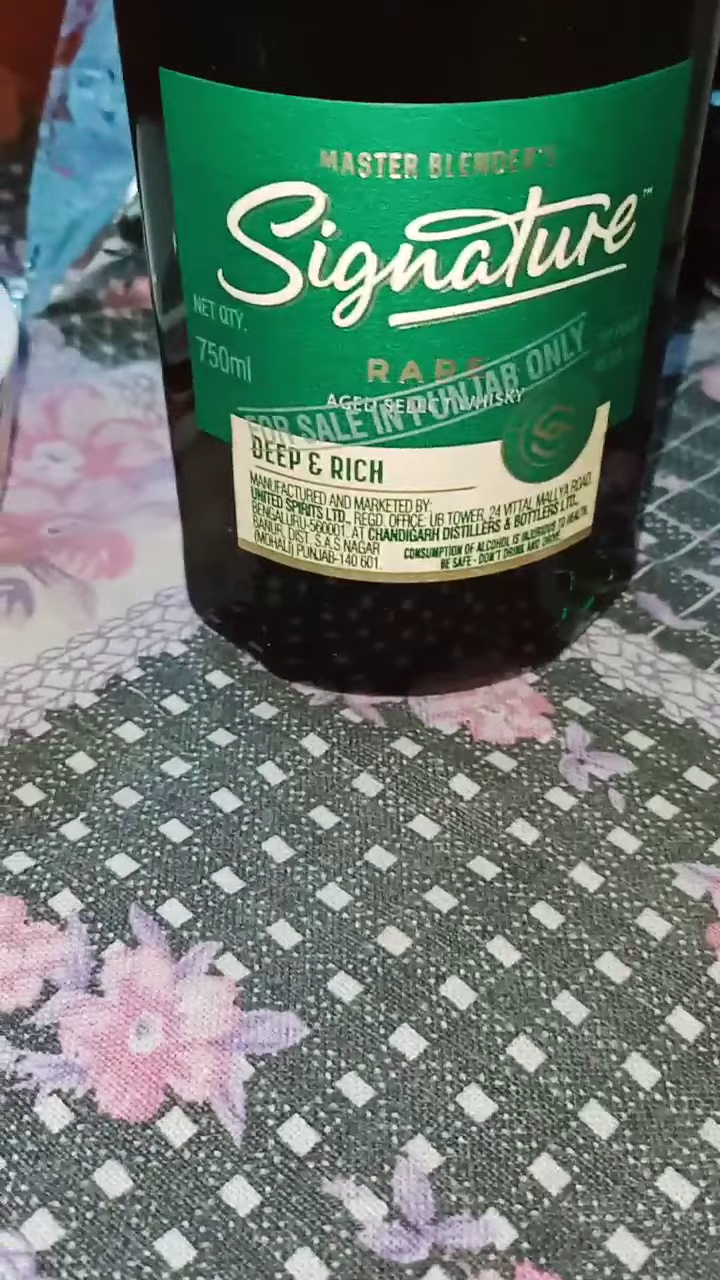 MASTER BLENDER'S
Signature™
NET QTY.
750ml
RARE
AGED SELECT WHISKY
FOR SALE IN PUNJAB ONLY
DEEP & RICH
MANUFACTURED AND MARKETED BY:
UNITED SPIRITS LTD., REGD. OFFICE: UB TOWER, 24 VITTAL MALLYA ROAD,
BENGALURU-560001. AT CHANDIGARH DISTILLERS & BOTTLERS LTD.,
BANUR, DIST. S.A.S NAGAR
(MOHALI) PUNJAB-140 601.
CONSUMPTION OF ALCOHOL IS INJURIOUS TO HEALTH.
BE SAFE - DON'T DRINK AND DRIVE.